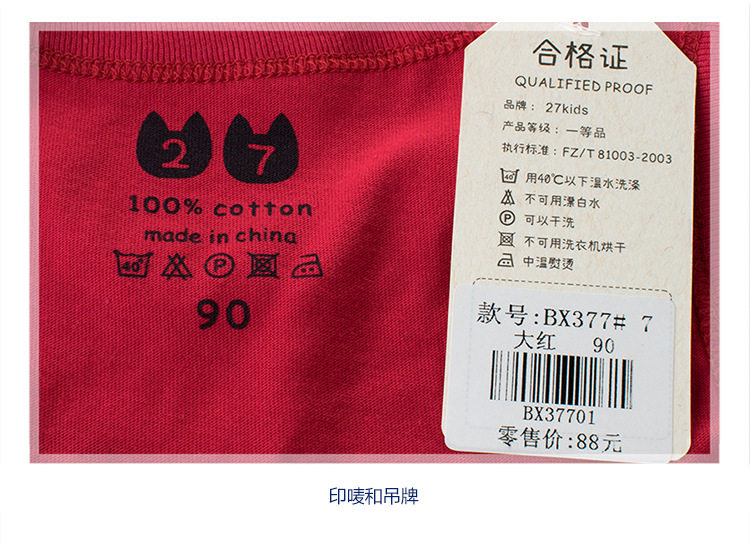 2 7
100% cotton
made in china
40°
P
90
合格证
QUALIFIED PROOF
品牌: 27kids
产品等级: 一等品
执行标准: FZ/T 81003-2003
40 用40℃以下温水洗涤
不可用漂白水
P 可以干洗
不可用洗衣机烘干
中温熨烫
款号:BX377# 7
大红 90
BX37701
零售价:88元
印唛和吊牌